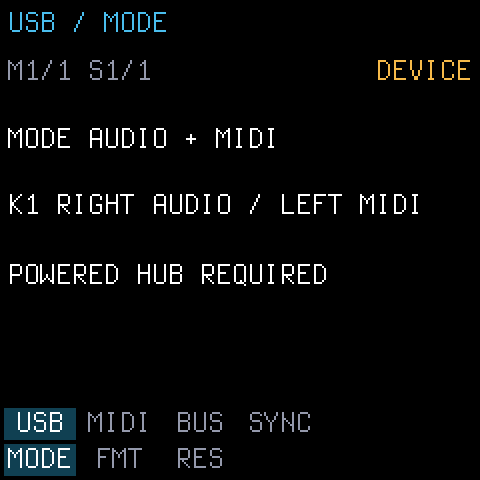 USB / MODE
M1/1 S1/1 DEVICE
MODE AUDIO + MIDI
K1 RIGHT AUDIO / LEFT MIDI
POWERED HUB REQUIRED
USB MIDI BUS SYNC
MODE FMT RES